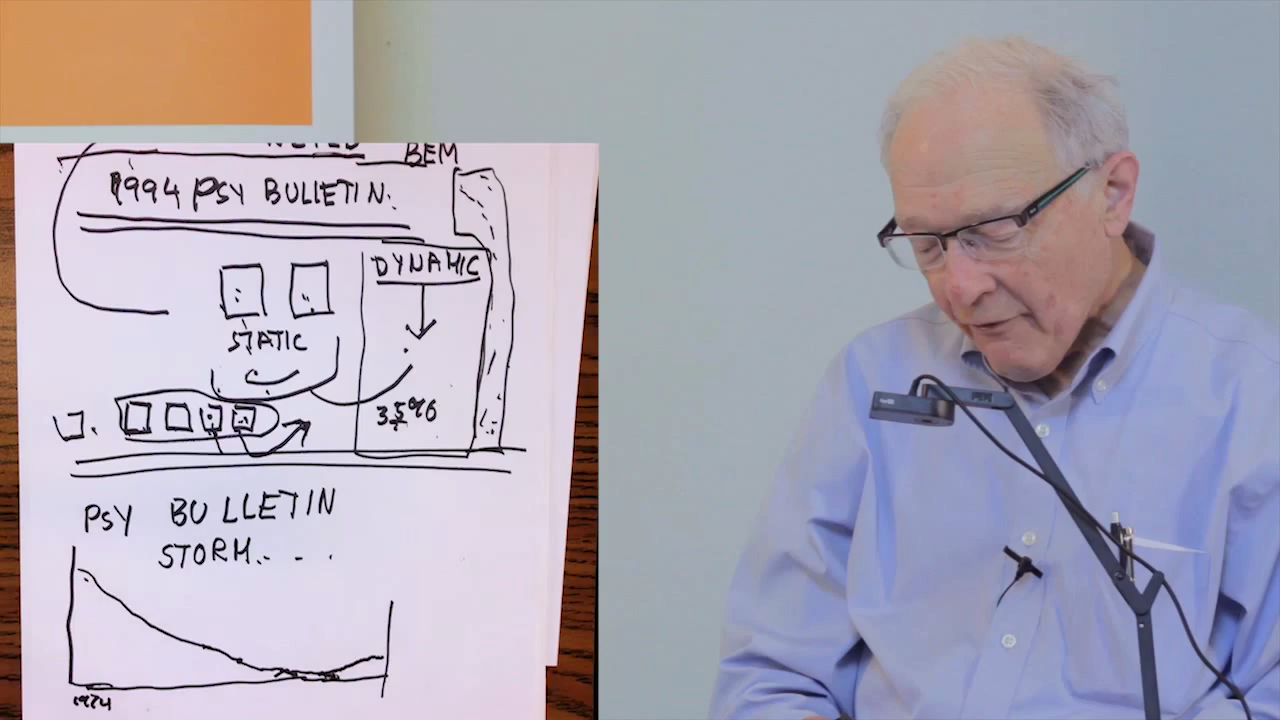 BEM
1994 PSY BULLETIN.
DYNAMIC
STATIC
35%
PSY BULLETIN
STORM...
1974